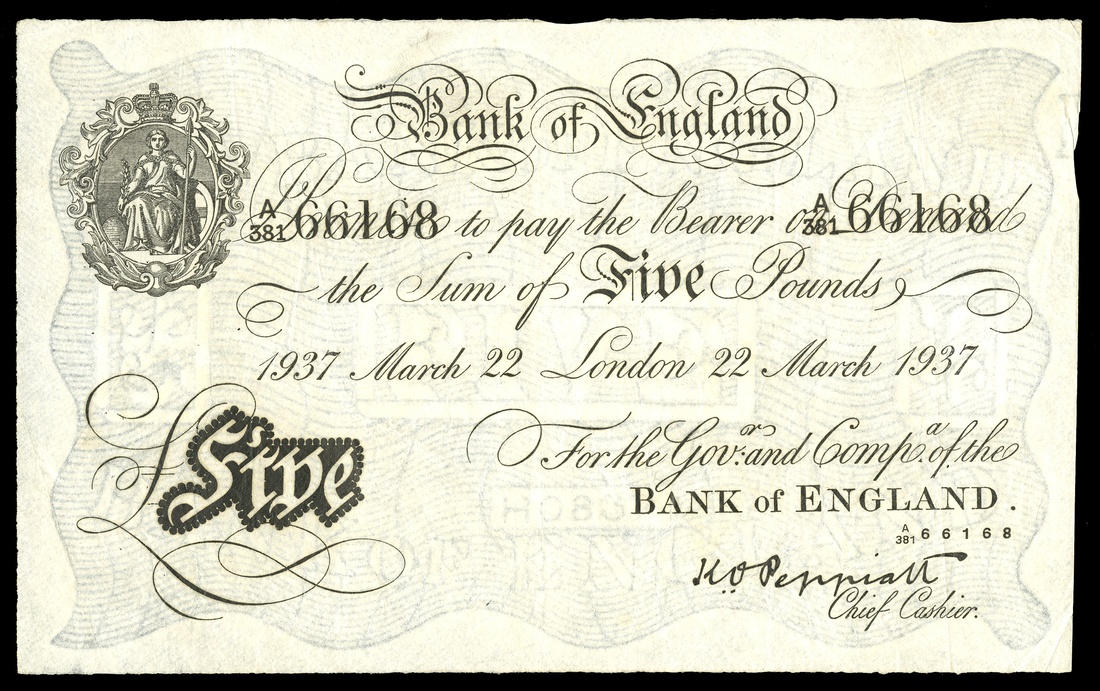 Bank of England
I Promise to pay the Bearer on Demand
A/381 66168 A/381 66168
the Sum of Five Pounds
1937 March 22 London 22 March 1937
£Five
For the Gov.r and Comp.a of the
BANK of ENGLAND.
A/381 66168
K O Peppiatt
Chief Cashier.